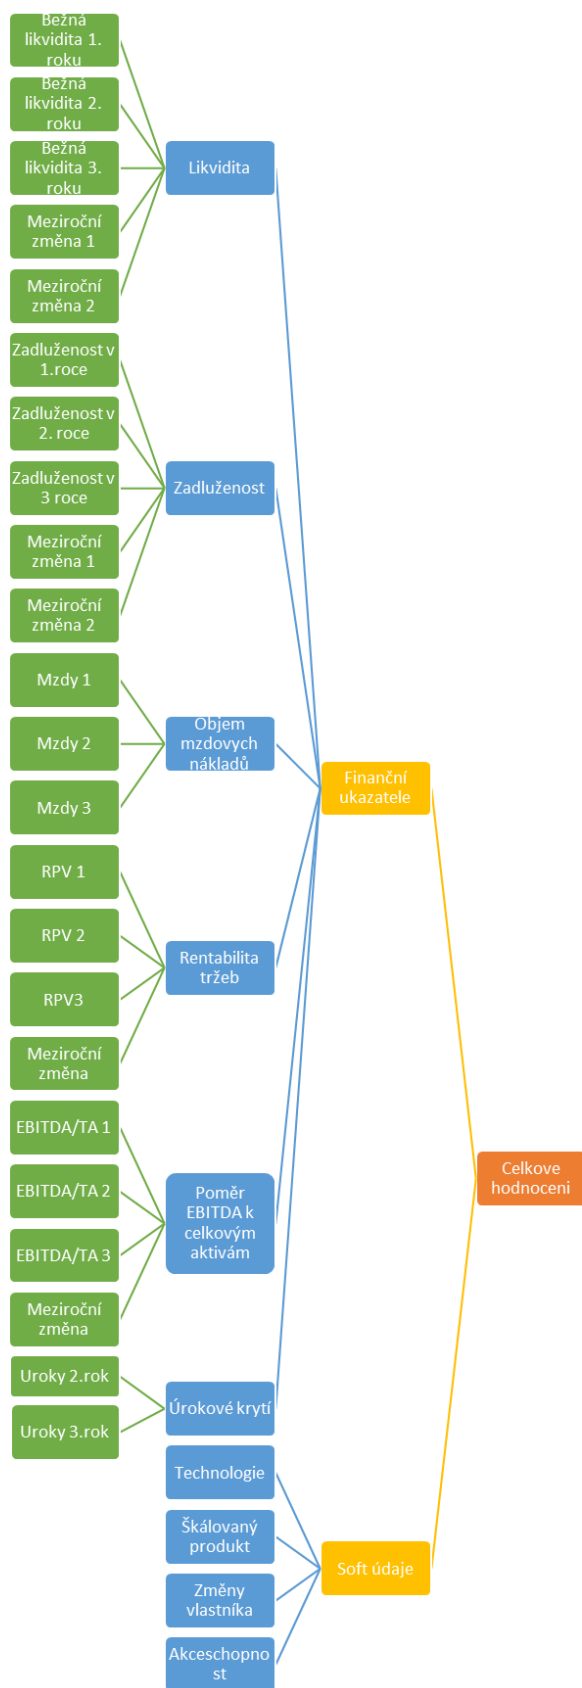 Bežná
likvidita 1.
roku
Bežná
likvidita 2.
roku
Bežná
likvidita 3.
roku
Meziroční
změna 1
Meziroční
změna 2
Likvidita
Zadluženost v
1.roce
Zadluženost v
2. roce
Zadluženost v
3 roce
Meziroční
změna 1
Meziroční
změna 2
Zadluženost
Mzdy 1
Mzdy 2
Mzdy 3
Objem
mzdovych
nákladů
RPV 1
RPV 2
RPV3
Meziroční
změna
Rentabilita
tržeb
EBITDA/TA 1
EBITDA/TA 2
EBITDA/TA 3
Meziroční
změna
Poměr
EBITDA k
celkovým
aktivám
Uroky 2.rok
Uroky 3.rok
Úrokové krytí
Finanční
ukazatele
Technologie
Škálovaný
produkt
Změny
vlastníka
Akceschopno
st
Soft údaje
Celkove
hodnoceni